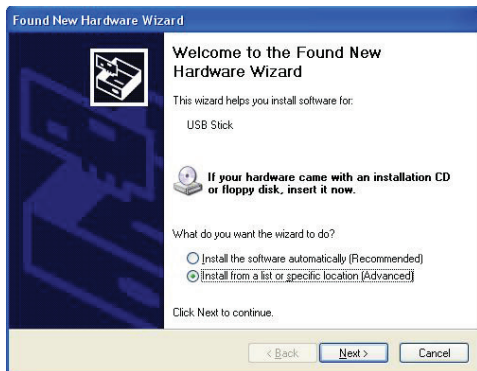 Found New Hardware Wizard
Welcome to the Found New
Hardware Wizard
This wizard helps you install software for:
USB Stick
If your hardware came with an installation CD
or floppy disk, insert it now.
What do you want the wizard to do?
Install the software automatically (Recommended)
Install from a list or specific location (Advanced)
Click Next to continue.
< Back Next > Cancel